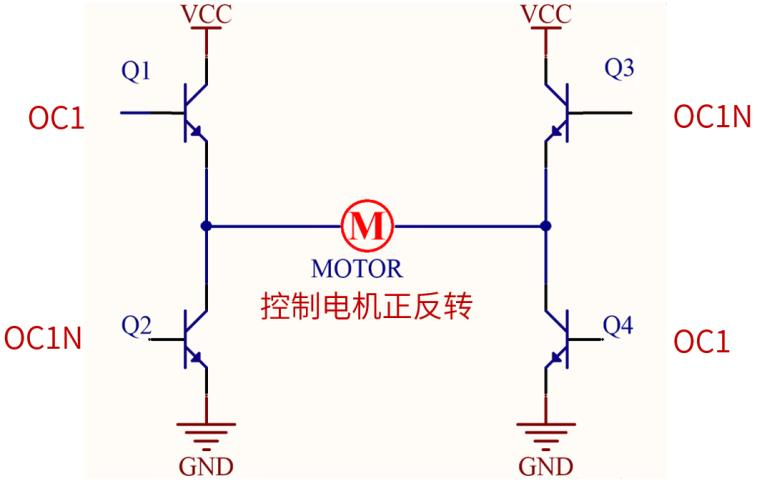 VCC
VCC
Q1
Q3
OC1
OC1N
M
MOTOR
控制电机正反转
Q2
Q4
OC1N
OC1
GND
GND